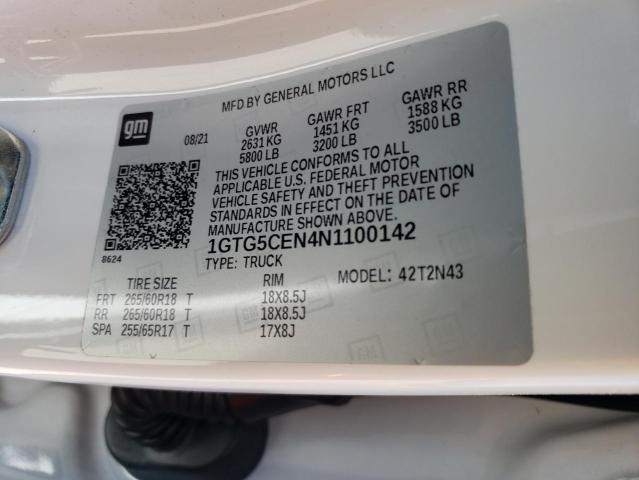 MFD BY GENERAL MOTORS LLC
gm
08/21
GVWR GAWR FRT GAWR RR
2631 KG 1451 KG 1588 KG
5800 LB 3200 LB 3500 LB
THIS VEHICLE CONFORMS TO ALL
APPLICABLE U.S. FEDERAL MOTOR
VEHICLE SAFETY AND THEFT PREVENTION
STANDARDS IN EFFECT ON THE DATE OF
MANUFACTURE SHOWN ABOVE.
1GTG5CEN4N1100142
8624
TYPE: TRUCK MODEL: 42T2N43
TIRE SIZE RIM
FRT 265/60R18 T 18X8.5J
RR 265/60R18 T 18X8.5J
SPA 255/65R17 T 17X8J